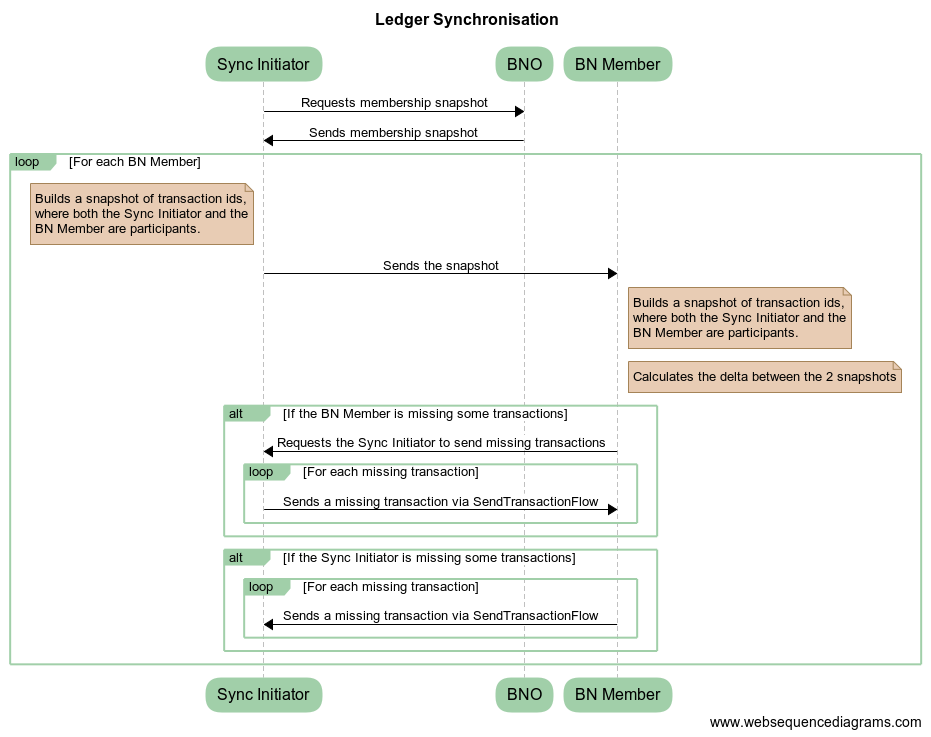 Ledger Synchronisation
Sync Initiator
BNO
BN Member
Requests membership snapshot
Sends membership snapshot
loop
[For each BN Member]
Builds a snapshot of transaction ids,
where both the Sync Initiator and the
BN Member are participants.
Sends the snapshot
Builds a snapshot of transaction ids,
where both the Sync Initiator and the
BN Member are participants.
Calculates the delta between the 2 snapshots
alt
[If the BN Member is missing some transactions]
Requests the Sync Initiator to send missing transactions
loop
[For each missing transaction]
Sends a missing transaction via SendTransactionFlow
alt
[If the Sync Initiator is missing some transactions]
loop
[For each missing transaction]
Sends a missing transaction via SendTransactionFlow
Sync Initiator
BNO
BN Member
www.websequencediagrams.com